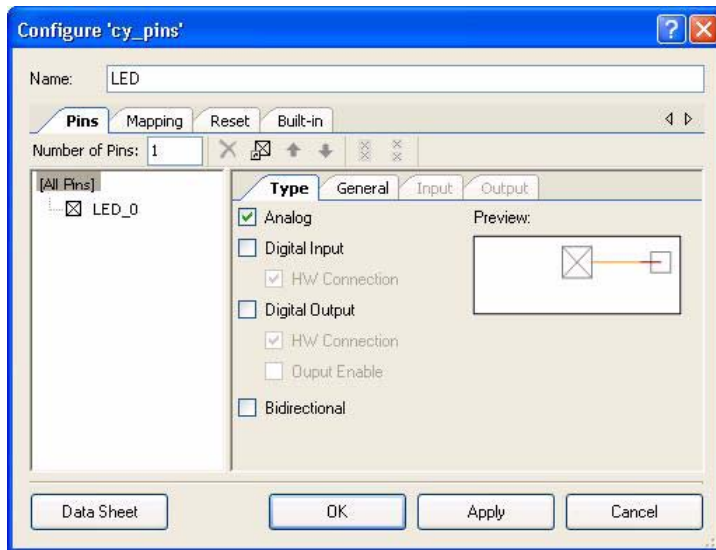 Configure 'cy_pins'
Name: LED
Pins Mapping Reset Built-in
Number of Pins: 1
[All Pins]
LED_0
Type General Input Output
Analog
Preview:
Digital Input
HW Connection
Digital Output
HW Connection
Ouput Enable
Bidirectional
Data Sheet OK Apply Cancel